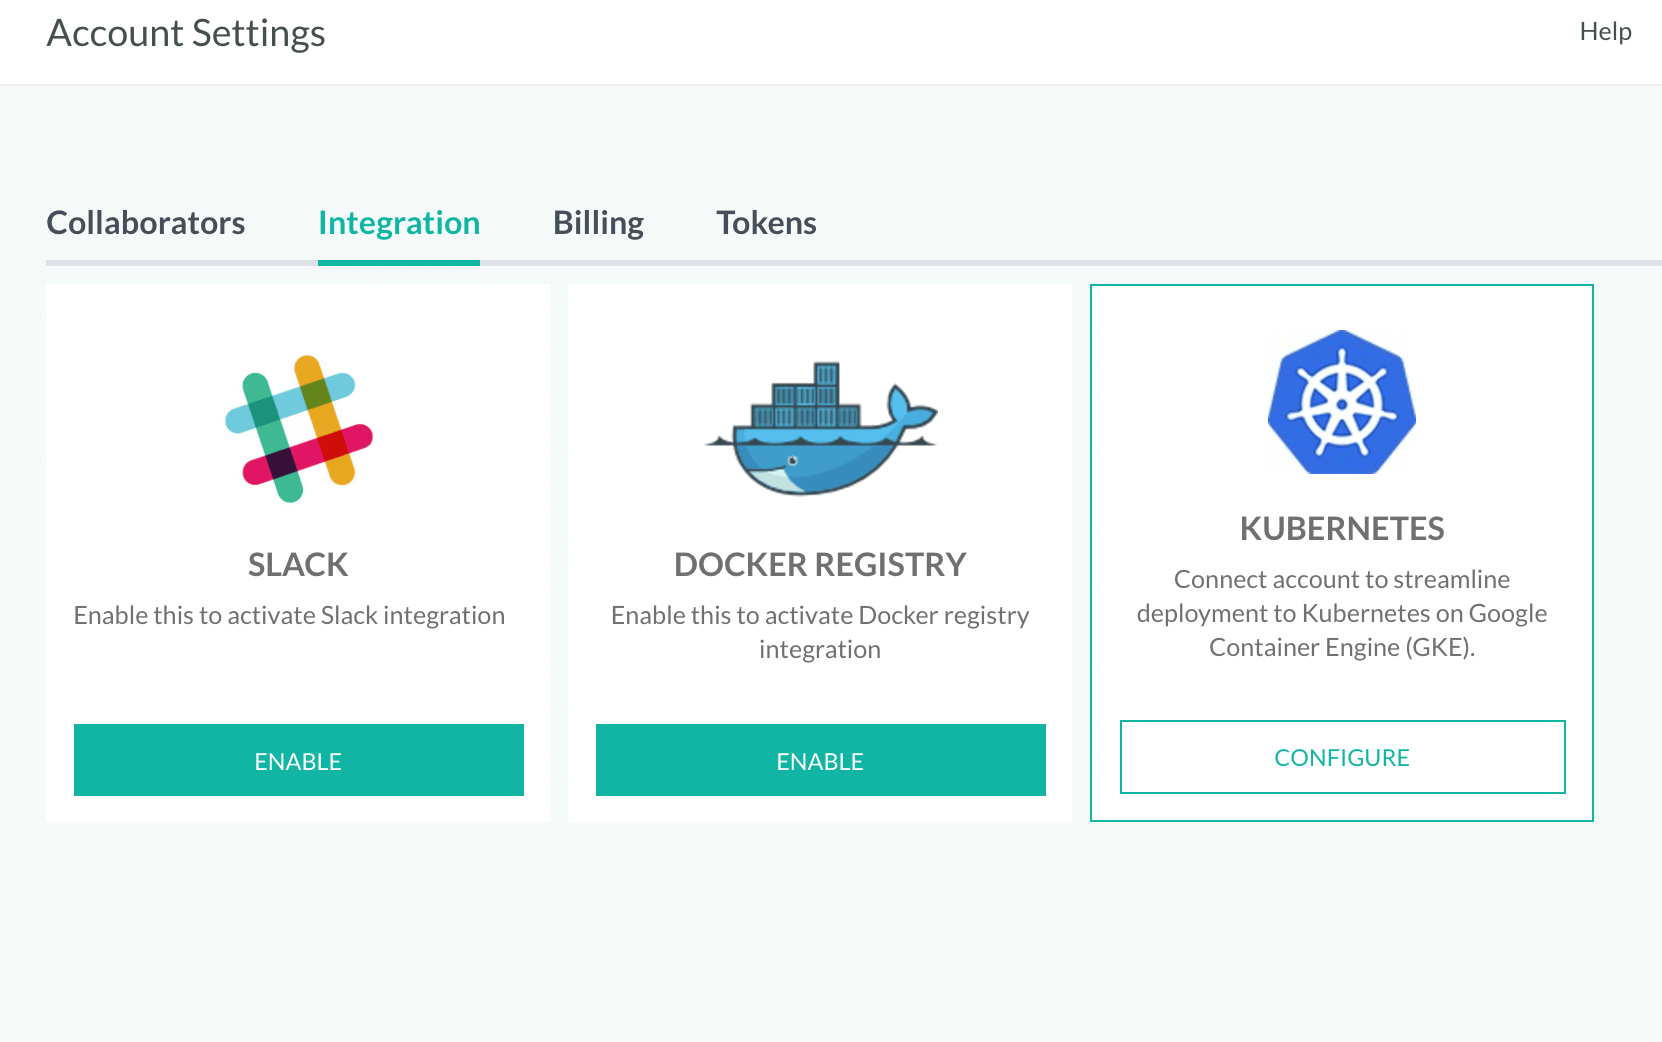 Account Settings
Help
Collaborators
Integration
Billing
Tokens
SLACK
Enable this to activate Slack integration
ENABLE
DOCKER REGISTRY
Enable this to activate Docker registry
integration
ENABLE
KUBERNETES
Connect account to streamline
deployment to Kubernetes on Google
Container Engine (GKE).
CONFIGURE